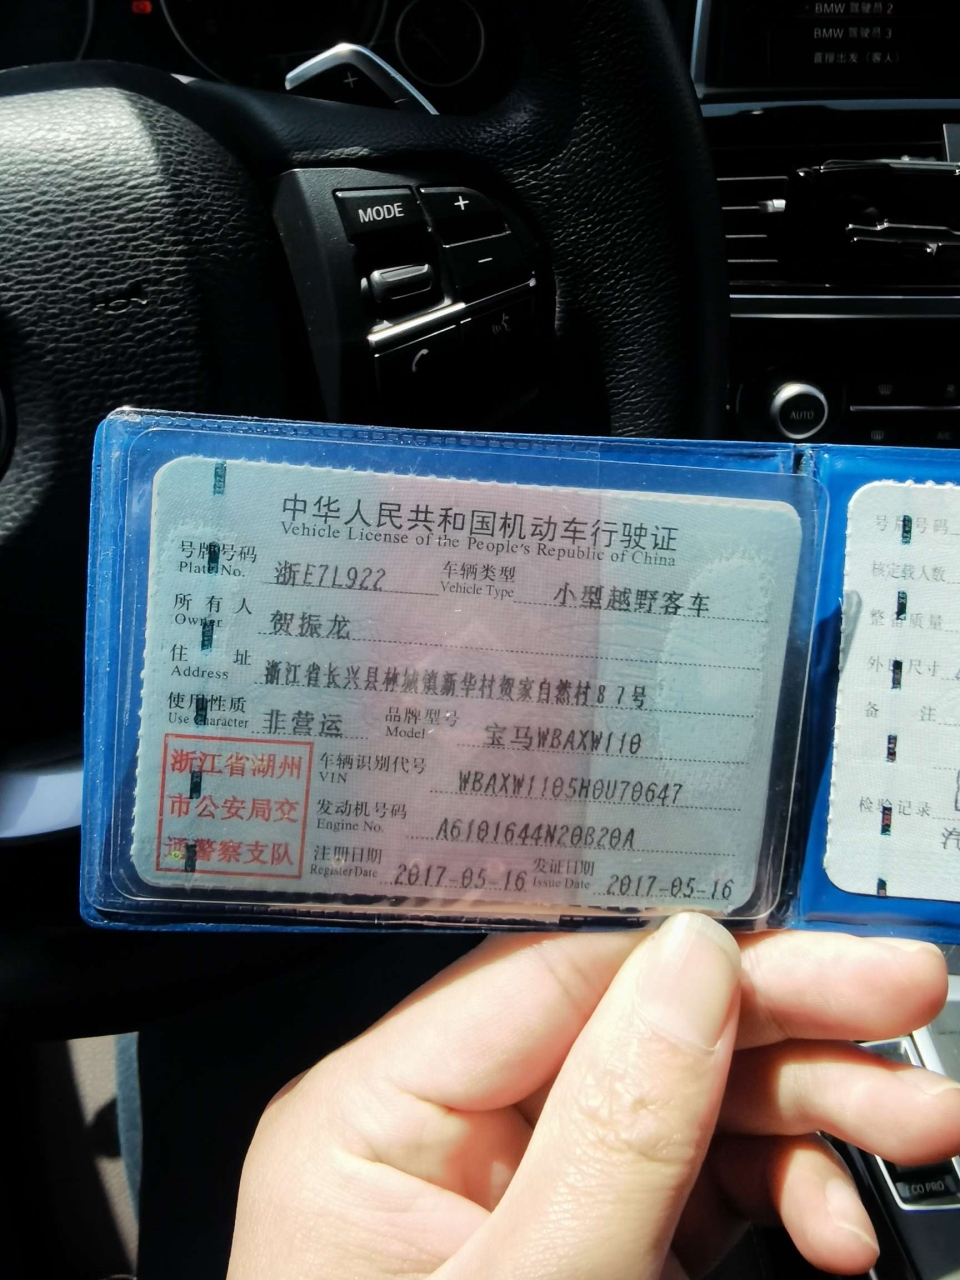 BMW 驾驶员 2
BMW 驾驶员 3
直接出发（客人）
MODE
+
−
AUTO
中华人民共和国机动车行驶证
Vehicle License of the People's Republic of China
号牌号码 浙E7L922 车辆类型 小型越野客车
Plate No. Vehicle Type
所有人 贺振龙
Owner
住址 浙江省长兴县林城镇新华村贺家自然村87号
Address
使用性质 非营运 品牌型号 宝马WBAXW110
Use Character Model
浙江省湖州
市公安局交
通警察支队
车辆识别代号 WBAXW1105H0U70647
VIN
发动机号码 A6101644N20B20A
Engine No.
注册日期 2017-05-16 发证日期 2017-05-16
Register Date Issue Date
号牌号码
核定载人数
整备质量
外廓尺寸
备注
检验记录
ECO PRO